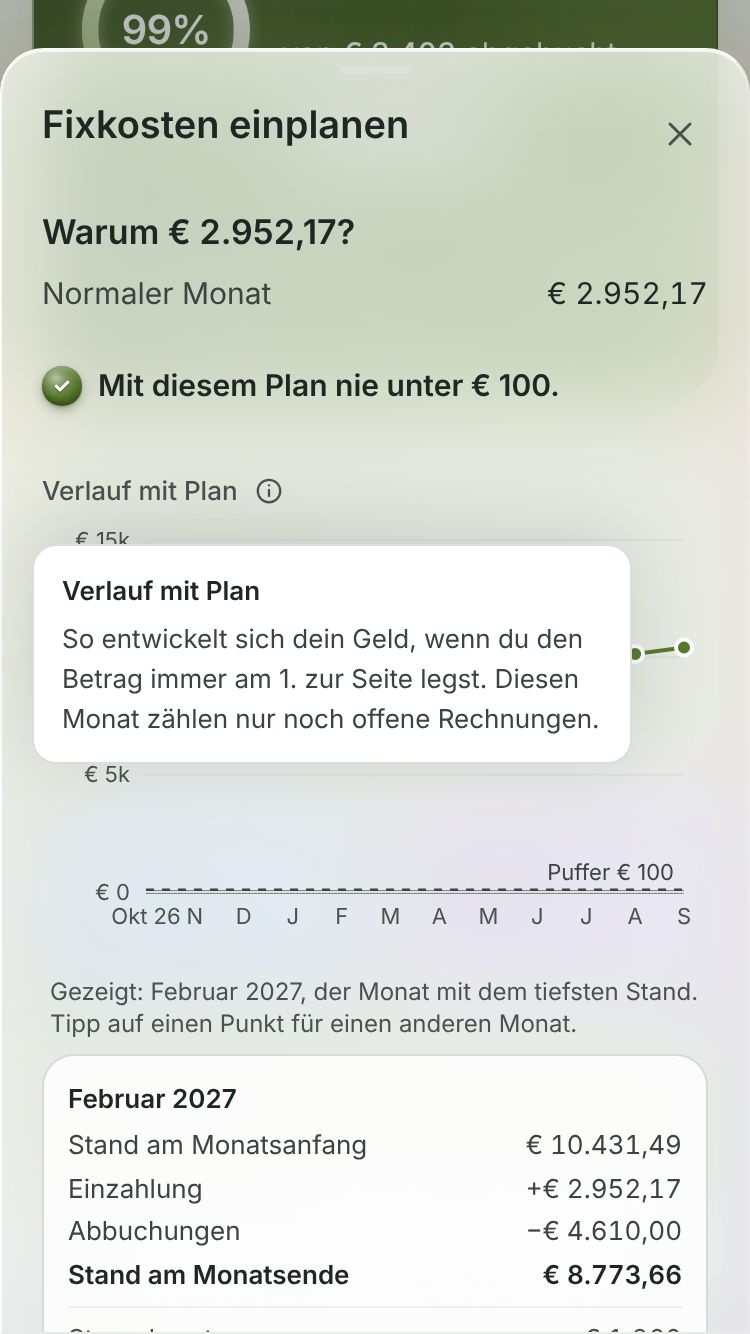 99%
Fixkosten einplanen
Warum € 2.952,17?
Normaler Monat € 2.952,17
Mit diesem Plan nie unter € 100.
Verlauf mit Plan
€ 15k
Verlauf mit Plan
So entwickelt sich dein Geld, wenn du den
Betrag immer am 1. zur Seite legst. Diesen
Monat zählen nur noch offene Rechnungen.
€ 5k
Puffer € 100
€ 0
Okt 26 N D J F M A M J J A S
Gezeigt: Februar 2027, der Monat mit dem tiefsten Stand.
Tipp auf einen Punkt für einen anderen Monat.
Februar 2027
Stand am Monatsanfang € 10.431,49
Einzahlung +€ 2.952,17
Abbuchungen −€ 4.610,00
Stand am Monatsende € 8.773,66